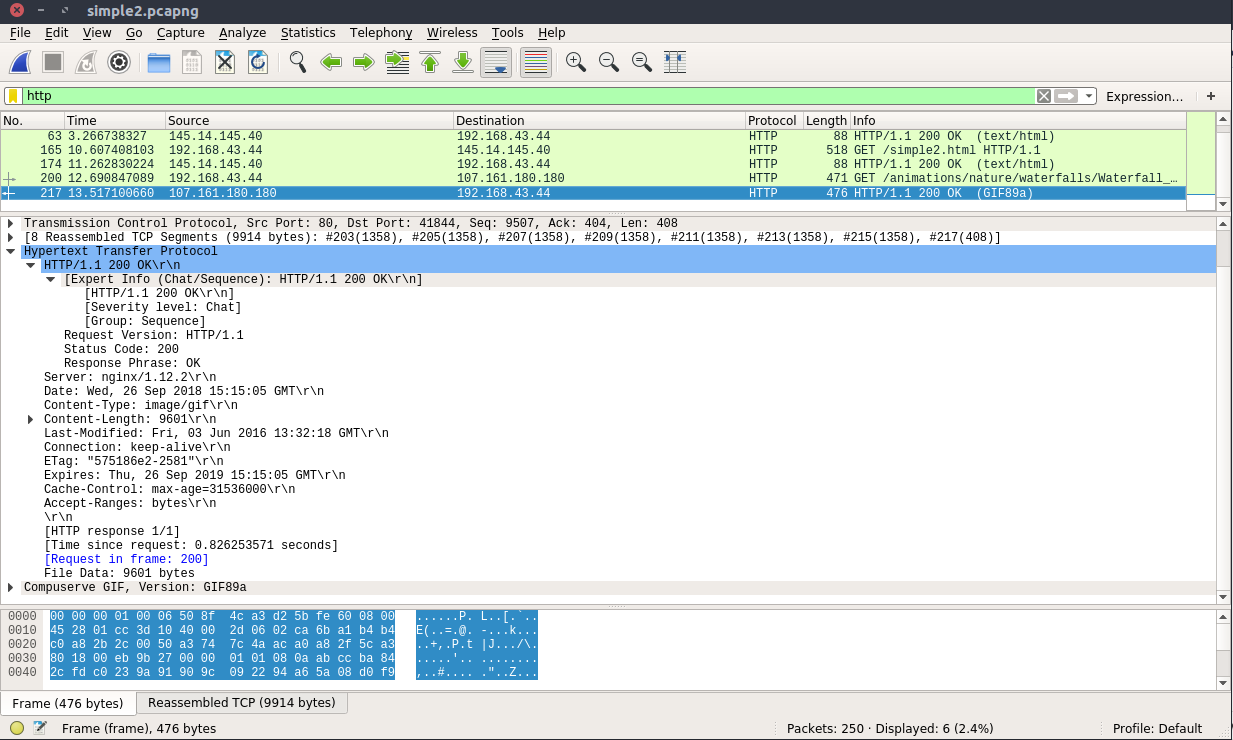 simple2.pcapng
File Edit View Go Capture Analyze Statistics Telephony Wireless Tools Help
http Expression… +
No. Time Source Destination Protocol Length Info
63 3.266738327 145.14.145.40 192.168.43.44 HTTP 88 HTTP/1.1 200 OK (text/html)
165 10.607408103 192.168.43.44 145.14.145.40 HTTP 518 GET /simple2.html HTTP/1.1
174 11.262830224 145.14.145.40 192.168.43.44 HTTP 88 HTTP/1.1 200 OK (text/html)
200 12.690847089 192.168.43.44 107.161.180.180 HTTP 471 GET /animations/nature/waterfalls/Waterfall_…
217 13.517100660 107.161.180.180 192.168.43.44 HTTP 476 HTTP/1.1 200 OK (GIF89a)
Transmission Control Protocol, Src Port: 80, Dst Port: 41844, Seq: 9507, Ack: 404, Len: 408
[8 Reassembled TCP Segments (9914 bytes): #203(1358), #205(1358), #207(1358), #209(1358), #211(1358), #213(1358), #215(1358), #217(408)]
Hypertext Transfer Protocol
HTTP/1.1 200 OK\r\n
[Expert Info (Chat/Sequence): HTTP/1.1 200 OK\r\n]
[HTTP/1.1 200 OK\r\n]
[Severity level: Chat]
[Group: Sequence]
Request Version: HTTP/1.1
Status Code: 200
Response Phrase: OK
Server: nginx/1.12.2\r\n
Date: Wed, 26 Sep 2018 15:15:05 GMT\r\n
Content-Type: image/gif\r\n
Content-Length: 9601\r\n
Last-Modified: Fri, 03 Jun 2016 13:32:18 GMT\r\n
Connection: keep-alive\r\n
ETag: "575186e2-2581"\r\n
Expires: Thu, 26 Sep 2019 15:15:05 GMT\r\n
Cache-Control: max-age=31536000\r\n
Accept-Ranges: bytes\r\n
\r\n
[HTTP response 1/1]
[Time since request: 0.826253571 seconds]
[Request in frame: 200]
File Data: 9601 bytes
Compuserve GIF, Version: GIF89a
0000 00 00 00 01 00 06 50 8f 4c a3 d2 5b fe 60 08 00 ......P. L..[.`..
0010 45 28 01 cc 3d 10 40 00 2d 06 02 ca 6b a1 b4 b4 E(..=.@. -...k...
0020 c0 a8 2b 2c 00 50 a3 74 7c 4a ac a0 a8 2f 5c a3 ..+,.P.t |J.../\.
0030 80 18 00 eb 9b 27 00 00 01 01 08 0a ab cc ba 84 .....'.. ........
0040 2c fd c0 23 9a 91 90 9c 09 22 94 a6 5a 08 d0 f9 ,..#.... ."..Z...
Frame (476 bytes) Reassembled TCP (9914 bytes)
Frame (frame), 476 bytes Packets: 250 · Displayed: 6 (2.4%) Profile: Default